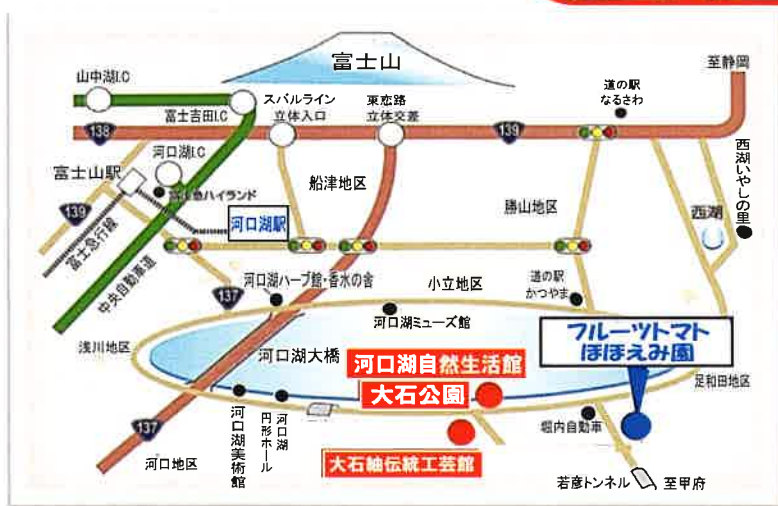 富士山
至静岡
山中湖I.C
富士吉田I.C
スバルライン
立体入口
東恋路
立体交差
道の駅
なるさわ
138
139
河口湖I.C
富士山駅
富士急ハイランド
船津地区
勝山地区
西湖
西湖いやしの里
139
富士急行線
河口湖駅
中央自動車道
137
河口湖ハーブ館・香水の舎
小立地区
道の駅
かつやま
河口湖ミューズ館
フルーツトマト
ほほえみ園
浅川地区
河口湖大橋
河口湖自然生活館
大石公園
足和田地区
137
河口地区
河口湖美術館
河口湖
円形ホール
堀内自動車
大石紬伝統工芸館
若彦トンネル
至甲府